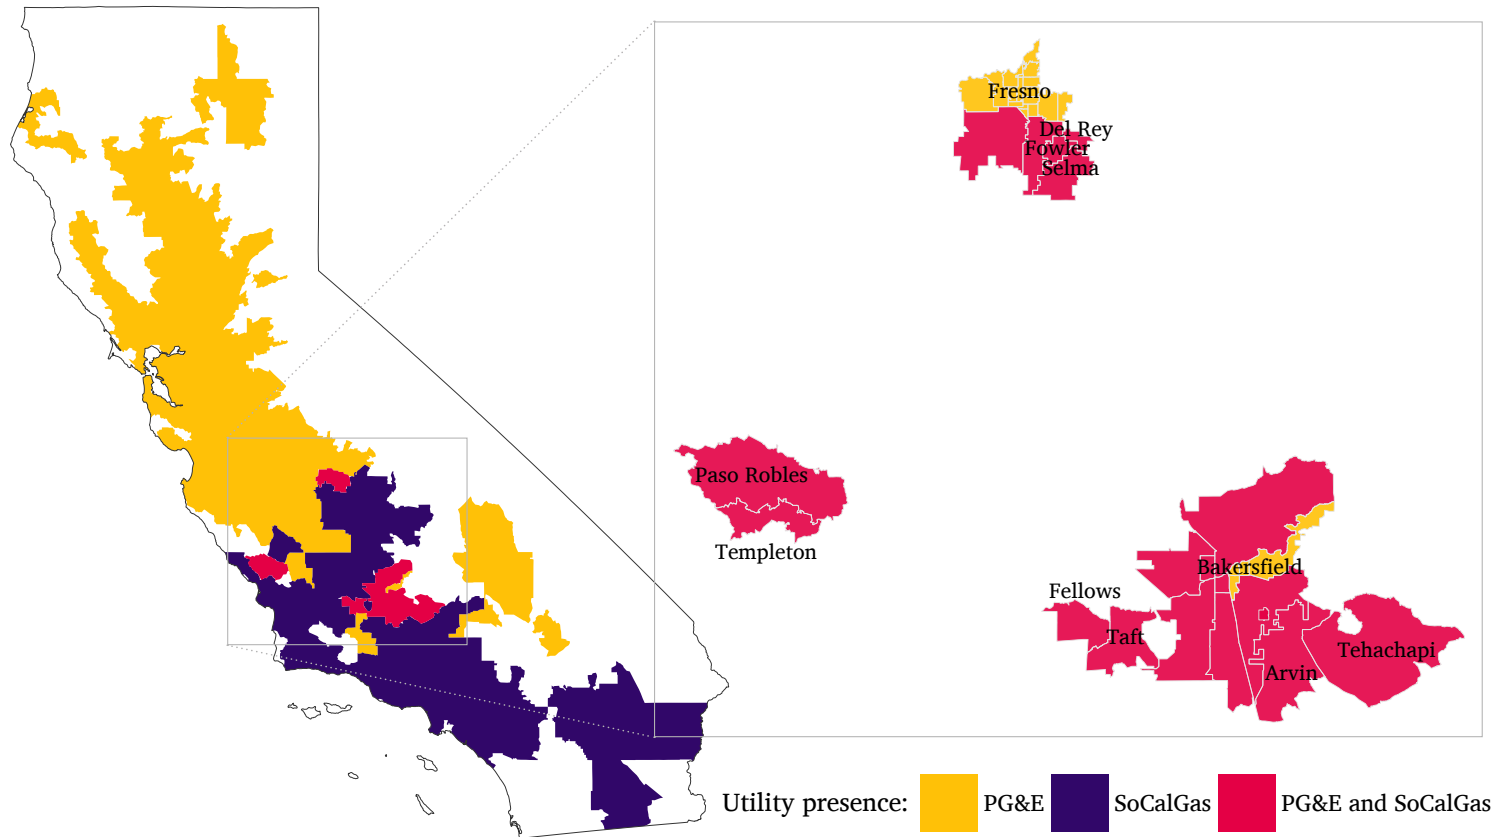 Fresno
Del Rey
Fowler
Selma
Paso Robles
Templeton
Bakersfield
Fellows
Taft
Tehachapi
Arvin
Utility presence: PG&E SoCalGas PG&E and SoCalGas